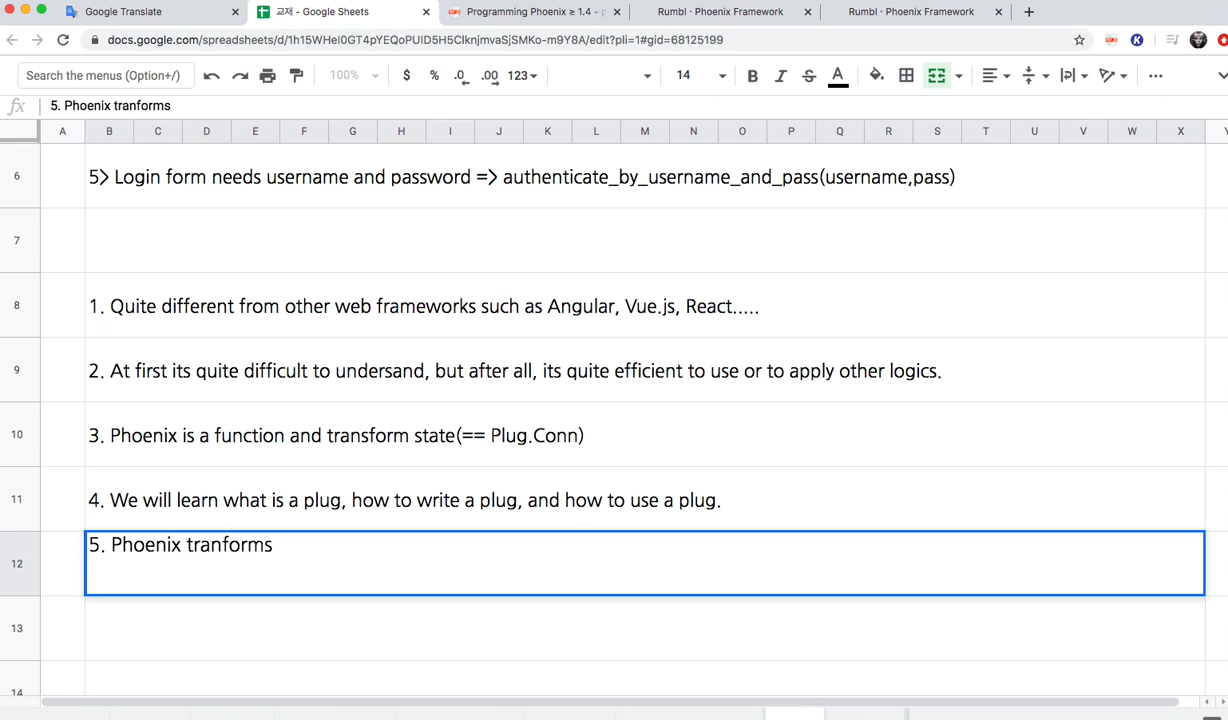 Google Translate
교재 - Google Sheets
Programming Phoenix ≥ 1.4 - p
Rumbl · Phoenix Framework
Rumbl · Phoenix Framework
docs.google.com/spreadsheets/d/1h15WHeI0GT4pYEQoPUID5H5CIknjmvaSjSMKo-m9Y8A/edit?pli=1#gid=68125199
Search the menus (Option+/)
100%
$
%
.0
.00
123
14
B
I
S
A
fx
5. Phoenix tranforms
A B C D E F G H I J K L M N O P Q R S T U V W X Y
6
5> Login form needs username and password => authenticate_by_username_and_pass(username,pass)
7
8
1. Quite different from other web frameworks such as Angular, Vue.js, React.....
9
2. At first its quite difficult to undersand, but after all, its quite efficient to use or to apply other logics.
10
3. Phoenix is a function and transform state(== Plug.Conn)
11
4. We will learn what is a plug, how to write a plug, and how to use a plug.
12
5. Phoenix tranforms
13
14